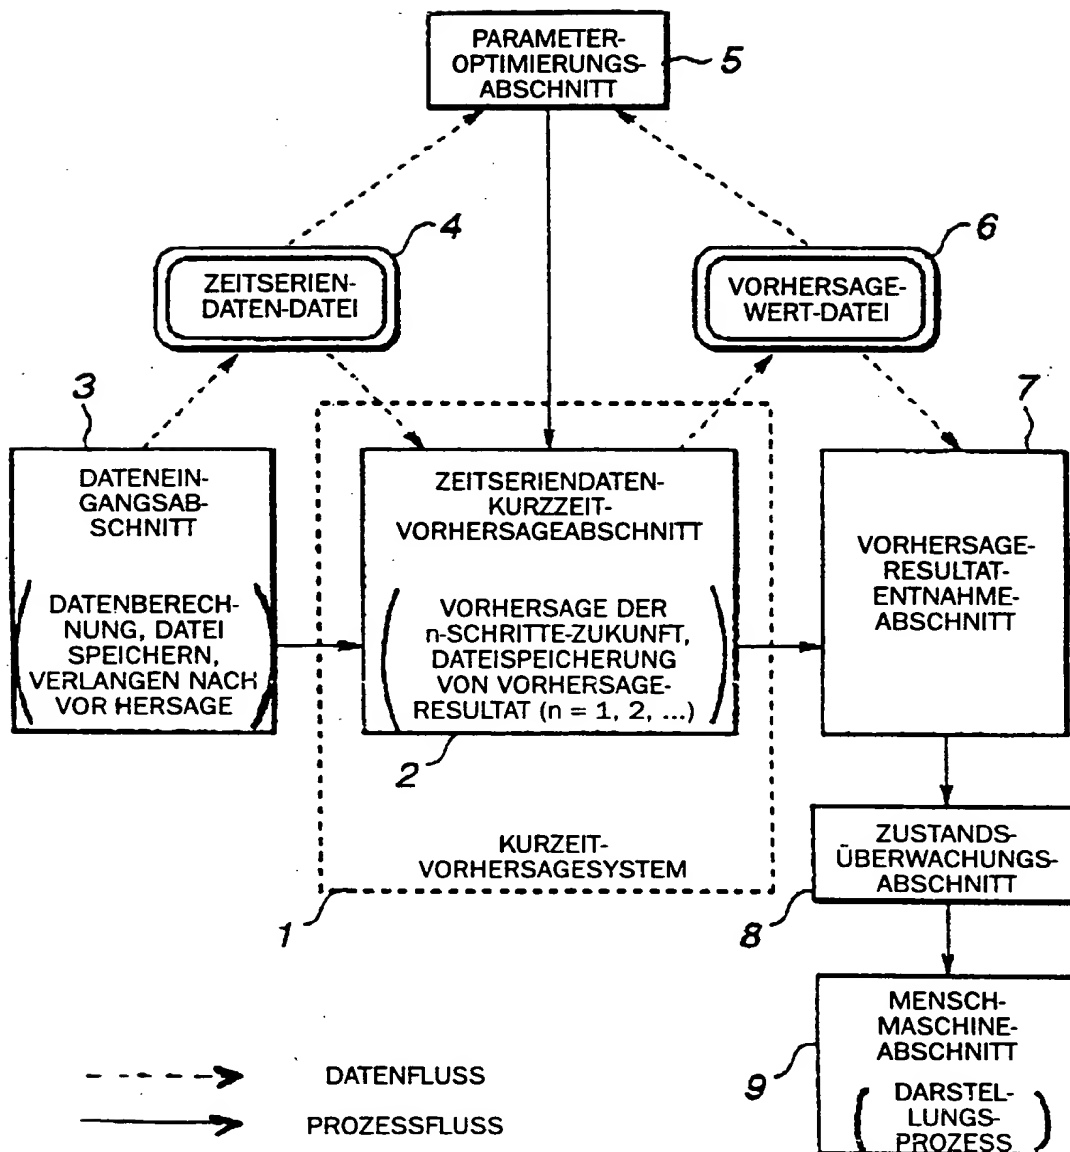 PARAMETER-
OPTIMIERUNGS-
ABSCHNITT
5
4
6
ZEITSERIEN-
DATEN-DATEI
VORHERSAGE-
WERT-DATEI
3
7
DATENEIN-
GANGSAB-
SCHNITT
(DATENBERECH-
NUNG, DATEI
SPEICHERN,
VERLANGEN NACH
VOR HERSAGE)
ZEITSERIENDATEN-
KURZZEIT-
VORHERSAGEABSCHNITT
(VORHERSAGE DER
n-SCHRITTE-ZUKUNFT,
DATEISPEICHERUNG
VON VORHERSAGE-
RESULTAT (n = 1, 2, ...))
2
VORHERSAGE-
RESULTAT-
ENTNAHME-
ABSCHNITT
KURZEIT-
VORHERSAGESYSTEM
1
ZUSTANDS-
ÜBERWACHUNGS-
ABSCHNITT
8
MENSCH-
MASCHINE-
ABSCHNITT
(DARSTEL-
LUNGS-
PROZESS)
9
DATENFLUSS
PROZESSFLUSS